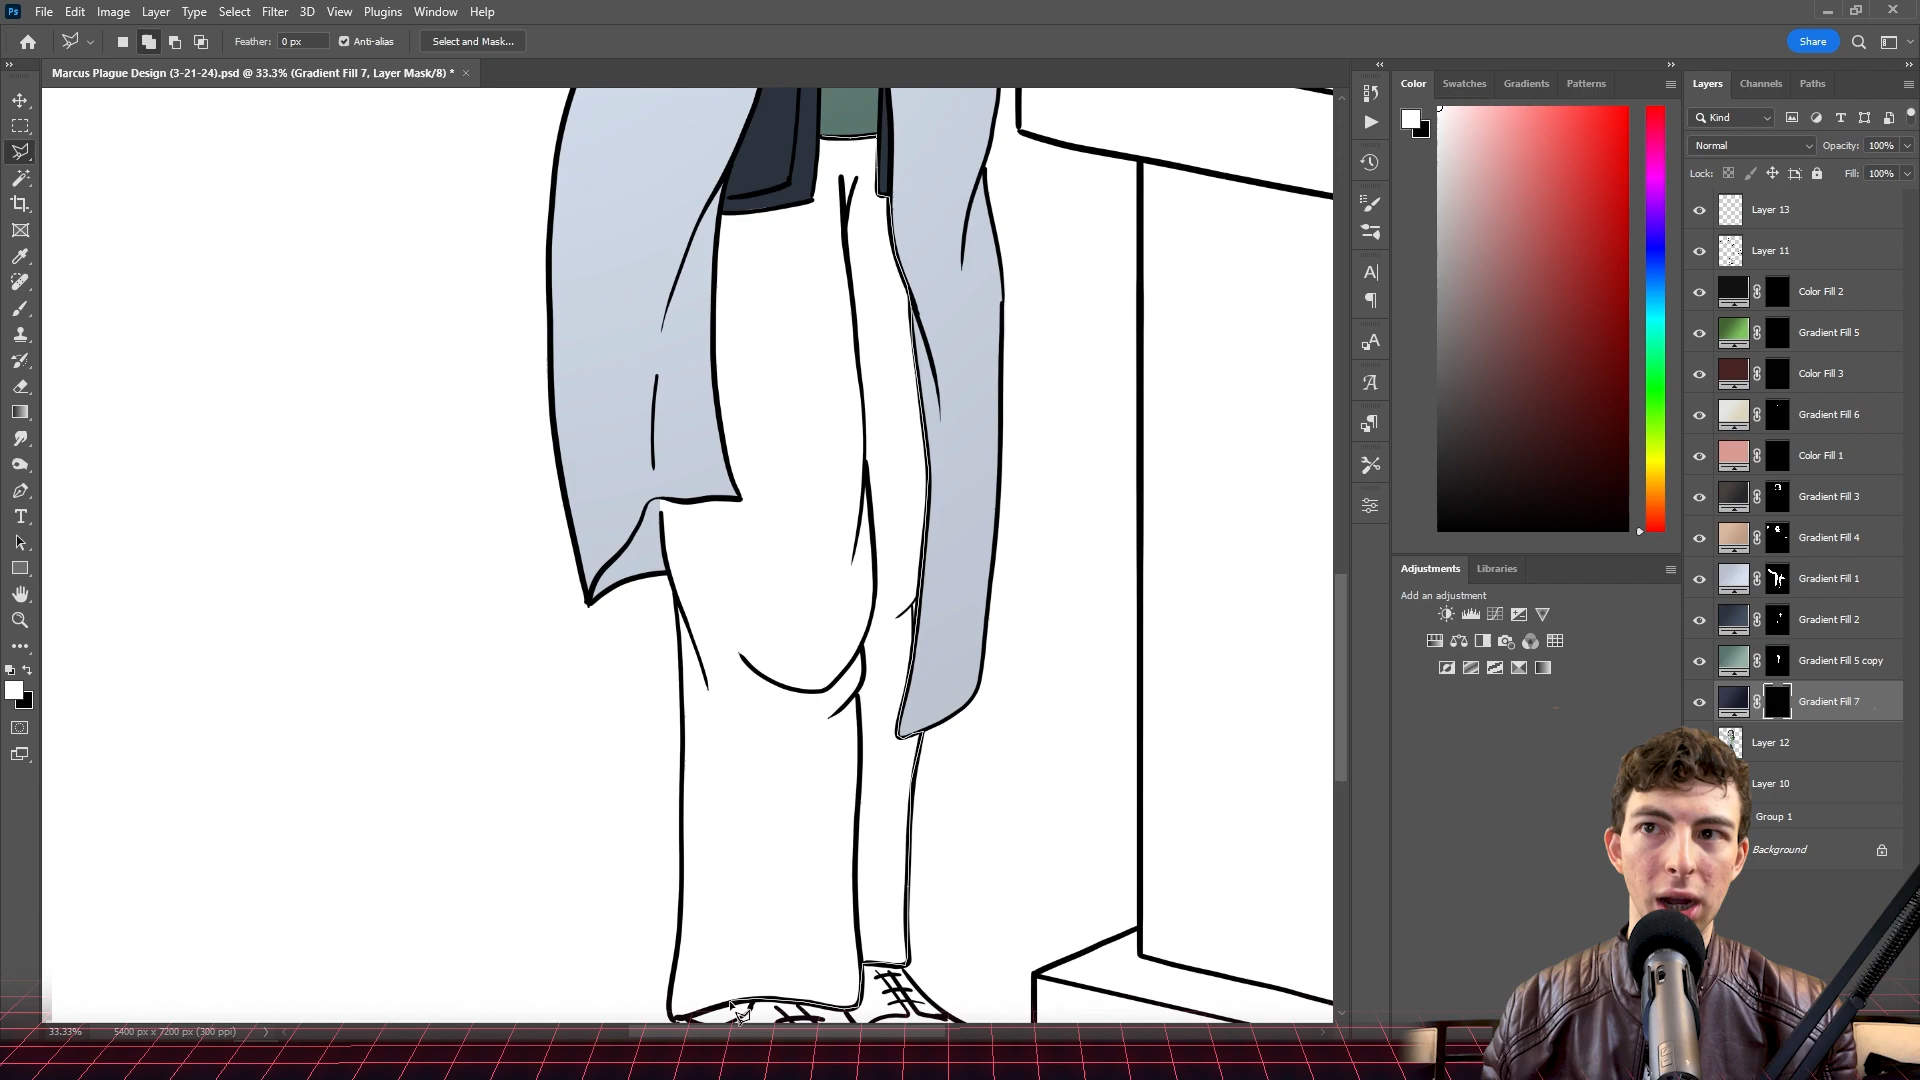 Ps File Edit Image Layer Type Select Filter 3D View Plugins Window Help
Feather: 0 px Anti-alias Select and Mask... Share
Marcus Plague Design (3-21-24).psd @ 33.3% (Gradient Fill 7, Layer Mask/8) *
Color Swatches Gradients Patterns
Layers Channels Paths
Kind
Normal Opacity: 100%
Lock: Fill: 100%
Layer 13
Layer 11
Color Fill 2
Gradient Fill 5
Color Fill 3
Gradient Fill 6
Color Fill 1
Gradient Fill 3
Gradient Fill 4
Gradient Fill 1
Gradient Fill 2
Gradient Fill 5 copy
Gradient Fill 7
Layer 12
Layer 10
Group 1
Background
Adjustments Libraries
Add an adjustment
33.33% 5400 px x 7200 px (300 ppi)